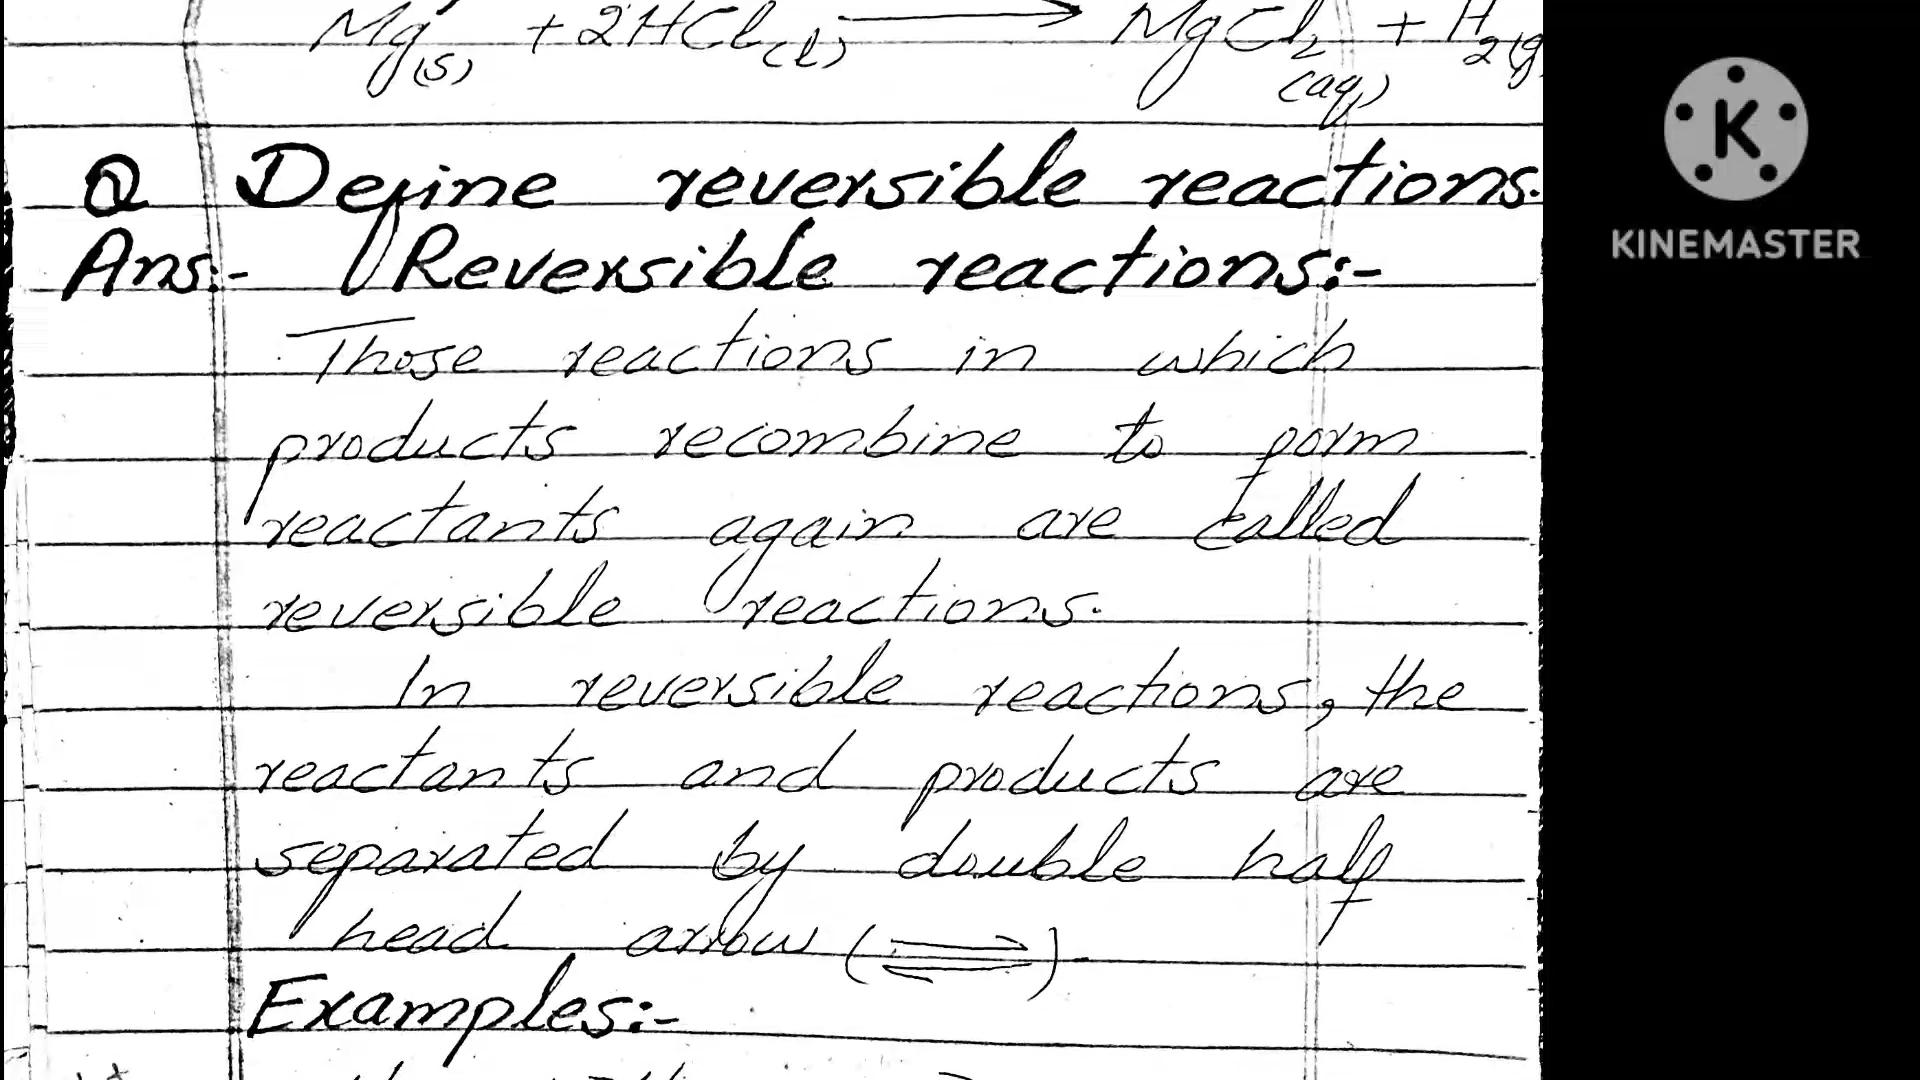 Mg(s) + 2HCl(l) ⟶ MgCl2(aq) + H2(g
Q Define reversible reactions.
Ans:- Reversible reactions:-
Those reactions in which
products recombine to form
reactants again are called
reversible reactions.
In reversible reactions, the
reactants and products are
separated by double half
head arrow (⇌).
Examples:-
KINEMASTER